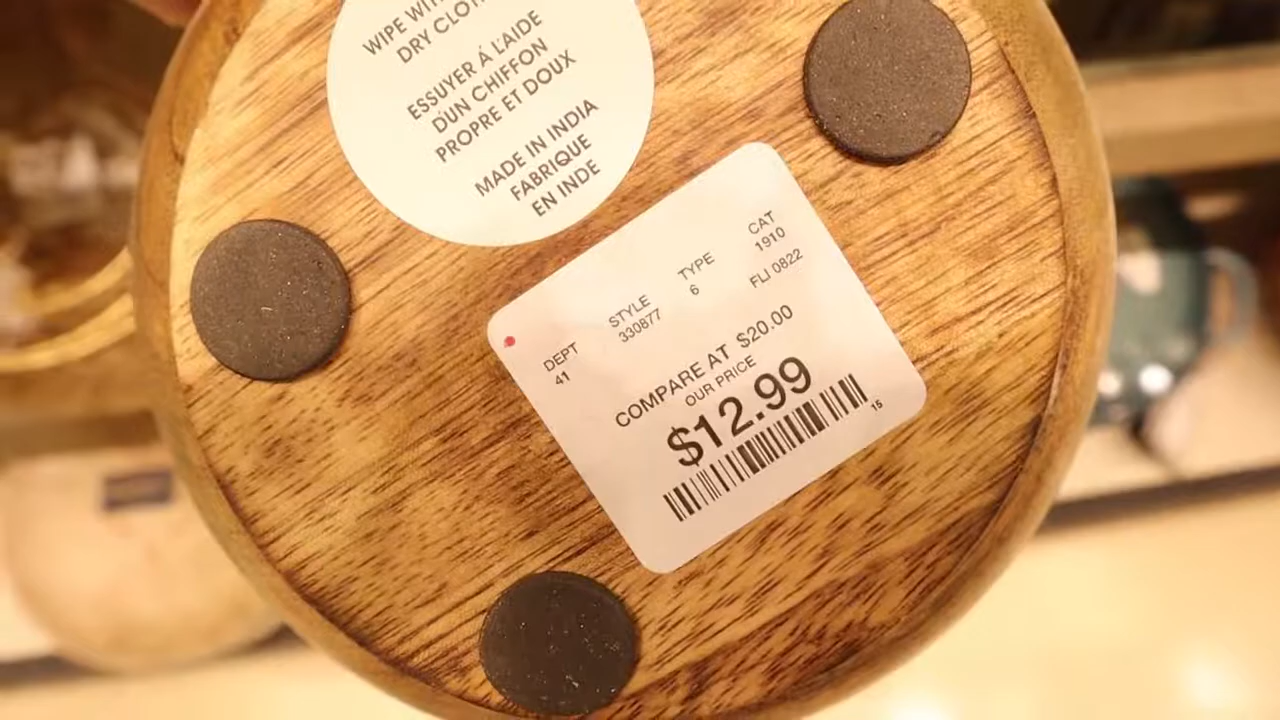 WIPE WITH
DRY CLOTH
ESSUYER Á L'AIDE
D'UN CHIFFON
PROPRE ET DOUX
MADE IN INDIA
FABRIQUE
EN INDE
DEPT
41
STYLE
330877
TYPE
6
CAT
1910
FLI 0822
COMPARE AT $20.00
OUR PRICE
$12.99
15